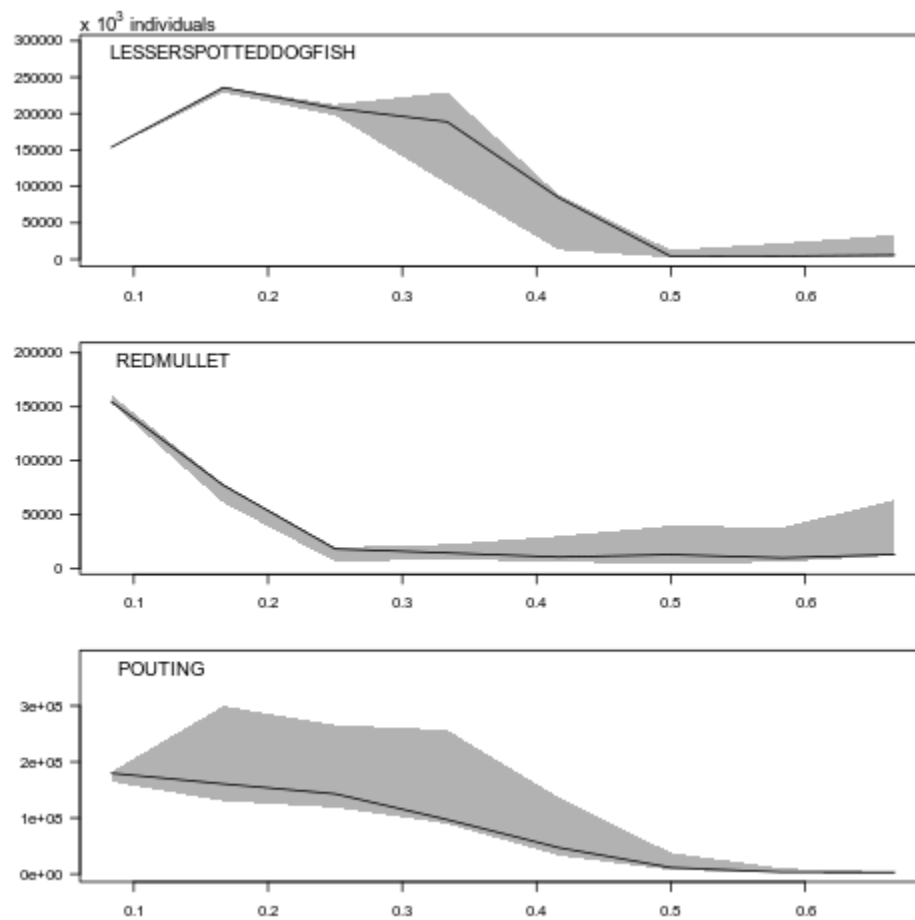 x 10³ individuals
LESSERSPOTTEDDOGFISH
300000
250000
200000
150000
100000
50000
0
0.1 0.2 0.3 0.4 0.5 0.6
REDMULLET
200000
150000
100000
50000
0
0.1 0.2 0.3 0.4 0.5 0.6
POUTING
3e+05
2e+05
1e+05
0e+00
0.1 0.2 0.3 0.4 0.5 0.6